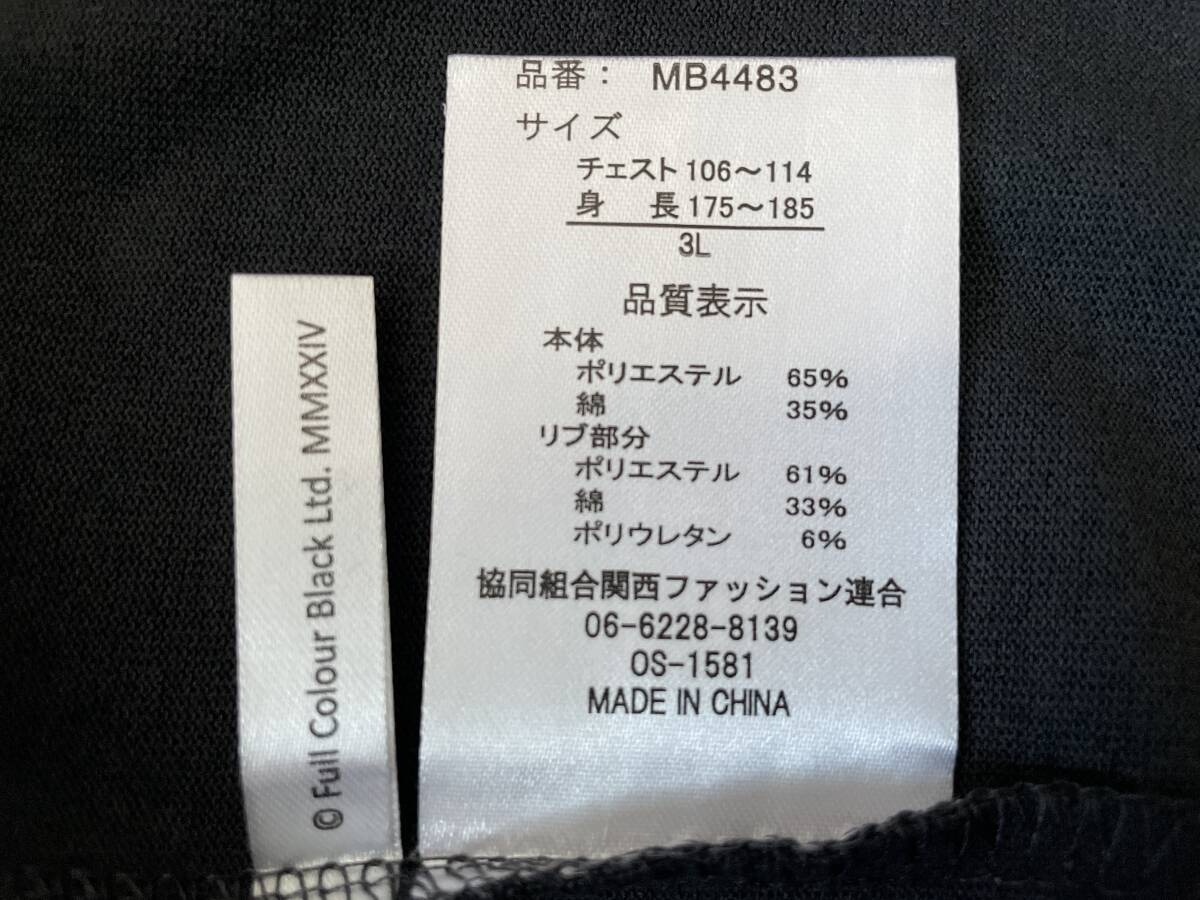 品番： MB4483
サイズ
チェスト 106～114
身 長 175～185
3L
品質表示
本体
ポリエステル 65%
綿 35%
リブ部分
ポリエステル 61%
綿 33%
ポリウレタン 6%
協同組合関西ファッション連合
06-6228-8139
OS-1581
MADE IN CHINA
© Full Colour Black Ltd. MMXXIV